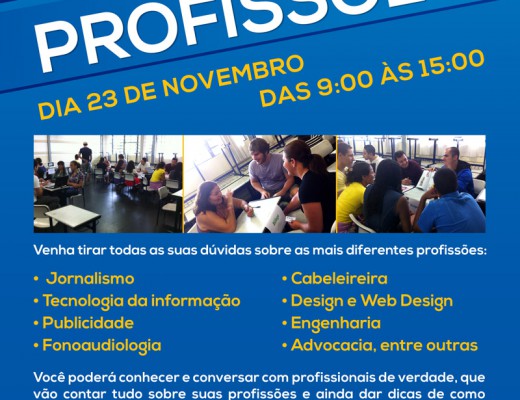 DIA 23 DE NOVEMBRO
DAS 9:00 ÀS 15:00
Venha tirar todas as suas dúvidas sobre as mais diferentes profissões:
• Jornalismo
• Tecnologia da informação
• Publicidade
• Fonoaudiologia
• Cabeleireira
• Design e Web Design
• Engenharia
• Advocacia, entre outras
Você poderá conhecer e conversar com profissionais de verdade, que
vão contar tudo sobre suas profissões e ainda dar dicas de como